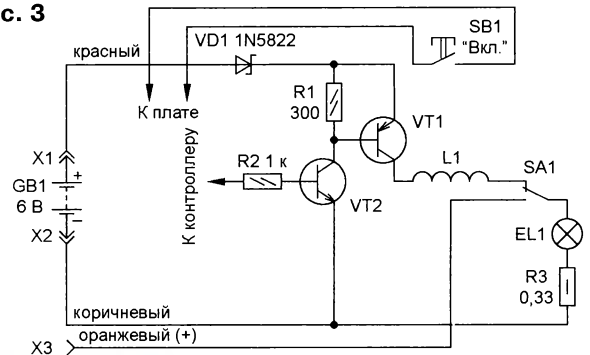 с. 3
красный
VD1 1N5822
SB1
"Вкл."
К плате
R1
300
VT1
К контроллеру
X1
+
GB1
6 В
−
X2
R2 1 к
VT2
L1
SA1
EL1
R3
0,33
коричневый
оранжевый (+)
X3